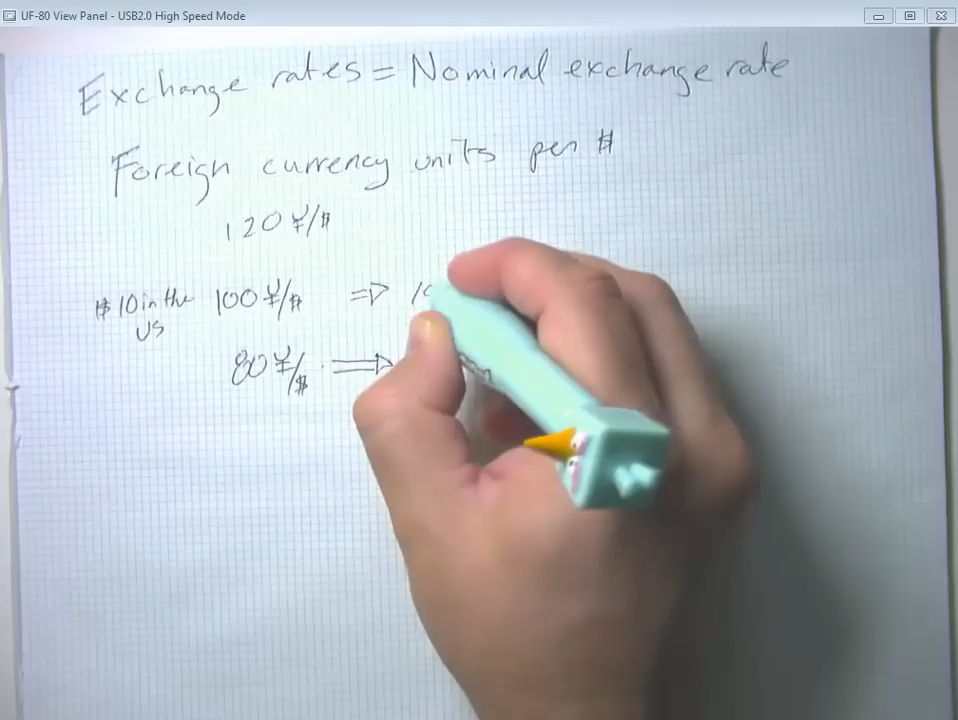 UF-80 View Panel - USB2.0 High Speed Mode
Exchange rates = Nominal exchange rate
Foreign currency units per $
120 ¥/$
$10 in the 100 ¥/$ ⇒
US
80 ¥/$ ⇒